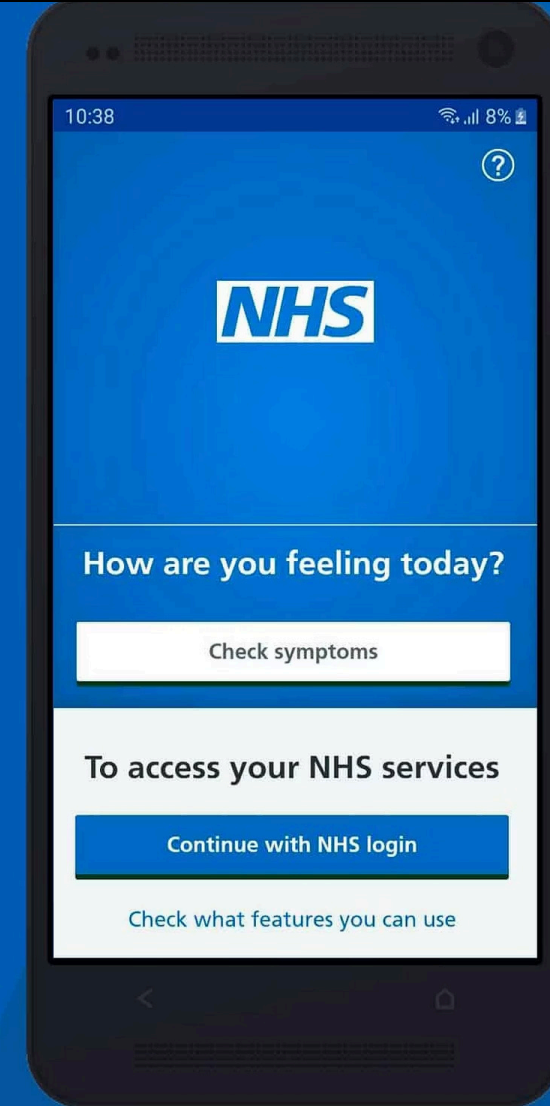 10:38
8%
?
NHS
How are you feeling today?
Check symptoms
To access your NHS services
Continue with NHS login
Check what features you can use